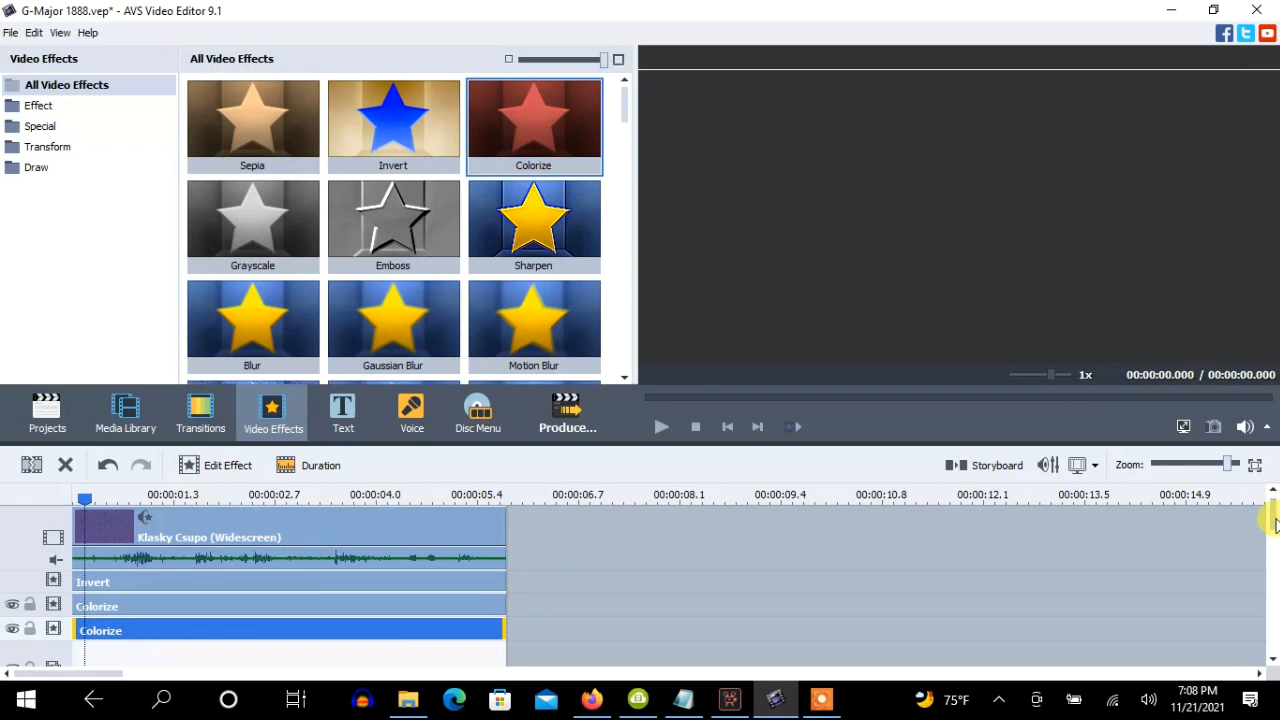 G-Major 1888.vep* - AVS Video Editor 9.1
File Edit View Help
Video Effects
All Video Effects
All Video Effects
Effect
Special
Transform
Draw
Sepia Invert Colorize
Grayscale Emboss Sharpen
Blur Gaussian Blur Motion Blur
1x 00:00:00.000 / 00:00:00.000
Projects Media Library Transitions Video Effects Text Voice Disc Menu Produce...
Edit Effect Duration Storyboard Zoom:
00:00:01.3 00:00:02.7 00:00:04.0 00:00:05.4 00:00:06.7 00:00:08.1 00:00:09.4 00:00:10.8 00:00:12.1 00:00:13.5 00:00:14.9
Klasky Csupo (Widescreen)
Invert
Colorize
Colorize
75°F
7:08 PM
11/21/2021